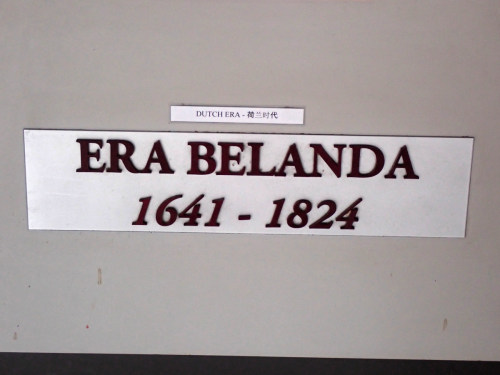 DUTCH ERA - 荷兰时代
ERA BELANDA
1641 - 1824